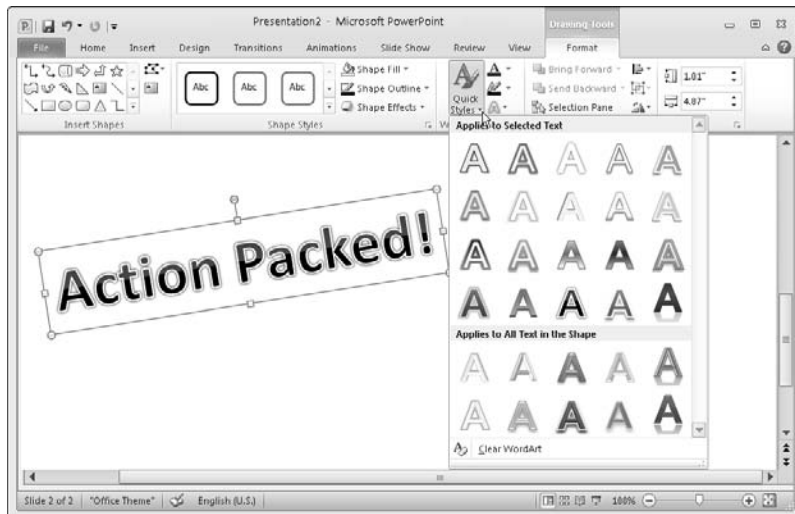 Presentation2 - Microsoft PowerPoint
Drawing Tools
File Home Insert Design Transitions Animations Slide Show Review View Format
Abc Abc Abc
Shape Fill
Shape Outline
Shape Effects
Quick Styles
Bring Forward
Send Backward
Selection Pane
1.01"
4.87"
Insert Shapes
Shape Styles
Applies to Selected Text
Action Packed!
Applies to All Text in the Shape
Clear WordArt
Slide 2 of 2 "Office Theme" English (U.S.) 100%